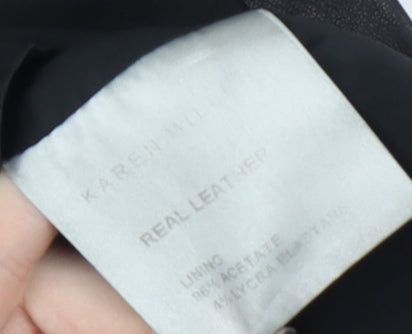 KAREN
REAL LEATHER
LINING
96% ACETATE
4% LYCRA ELASTANE